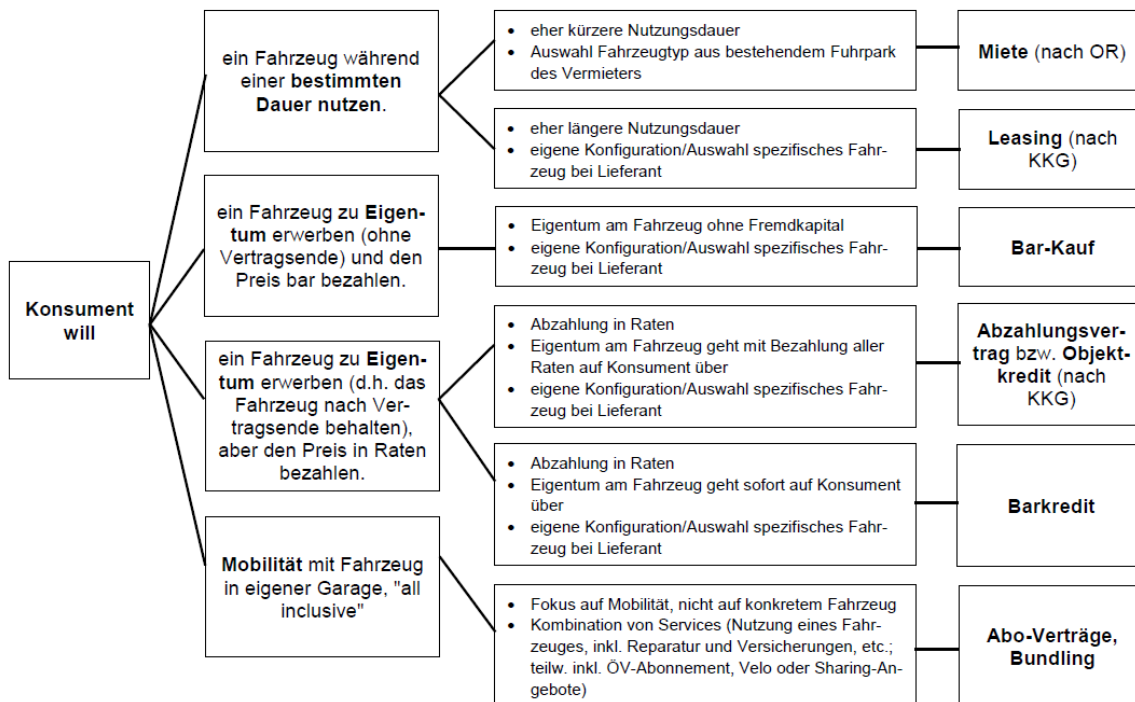 Konsument
will
ein Fahrzeug während
einer bestimmten
Dauer nutzen.
• eher kürzere Nutzungsdauer
• Auswahl Fahrzeugtyp aus bestehendem Fuhrpark
des Vermieters
Miete (nach OR)
• eher längere Nutzungsdauer
• eigene Konfiguration/Auswahl spezifisches Fahr-
zeug bei Lieferant
Leasing (nach
KKG)
ein Fahrzeug zu Eigen-
tum erwerben (ohne
Vertragsende) und den
Preis bar bezahlen.
• Eigentum am Fahrzeug ohne Fremdkapital
• eigene Konfiguration/Auswahl spezifisches Fahr-
zeug bei Lieferant
Bar-Kauf
ein Fahrzeug zu Eigen-
tum erwerben (d.h. das
Fahrzeug nach Ver-
tragsende behalten),
aber den Preis in Raten
bezahlen.
• Abzahlung in Raten
• Eigentum am Fahrzeug geht mit Bezahlung aller
Raten auf Konsument über
• eigene Konfiguration/Auswahl spezifisches Fahr-
zeug bei Lieferant
Abzahlungsver-
trag bzw. Objekt-
kredit (nach
KKG)
• Abzahlung in Raten
• Eigentum am Fahrzeug geht sofort auf Konsument
über
• eigene Konfiguration/Auswahl spezifisches Fahr-
zeug bei Lieferant
Barkredit
Mobilität mit Fahrzeug
in eigener Garage, "all
inclusive"
• Fokus auf Mobilität, nicht auf konkretem Fahrzeug
• Kombination von Services (Nutzung eines Fahr-
zeuges, inkl. Reparatur und Versicherungen, etc.;
teilw. inkl. ÖV-Abonnement, Velo oder Sharing-An-
gebote)
Abo-Verträge,
Bundling